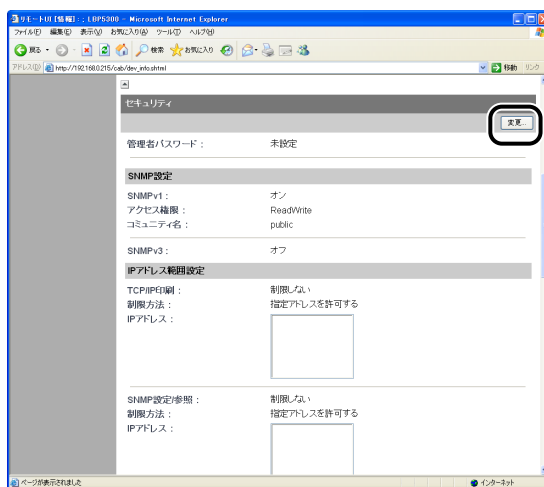 リモートUI [情報] : : LBP5300 - Microsoft Internet Explorer
ファイル(F) 編集(E) 表示(V) お気に入り(A) ツール(T) ヘルプ(H)
戻る 検索 お気に入り
アドレス(D) http://192.168.0.215/cab/dev_info.shtml 移動 リンク
セキュリティ
変更...
管理者パスワード : 未設定
SNMP設定
SNMPv1 : オン
アクセス権限 : ReadWrite
コミュニティ名 : public
SNMPv3 : オフ
IPアドレス範囲設定
TCP/IP印刷 : 制限しない
制限方法 : 指定アドレスを許可する
IPアドレス :
SNMP設定/参照 : 制限しない
制限方法 : 指定アドレスを許可する
IPアドレス :
ページが表示されました インターネット